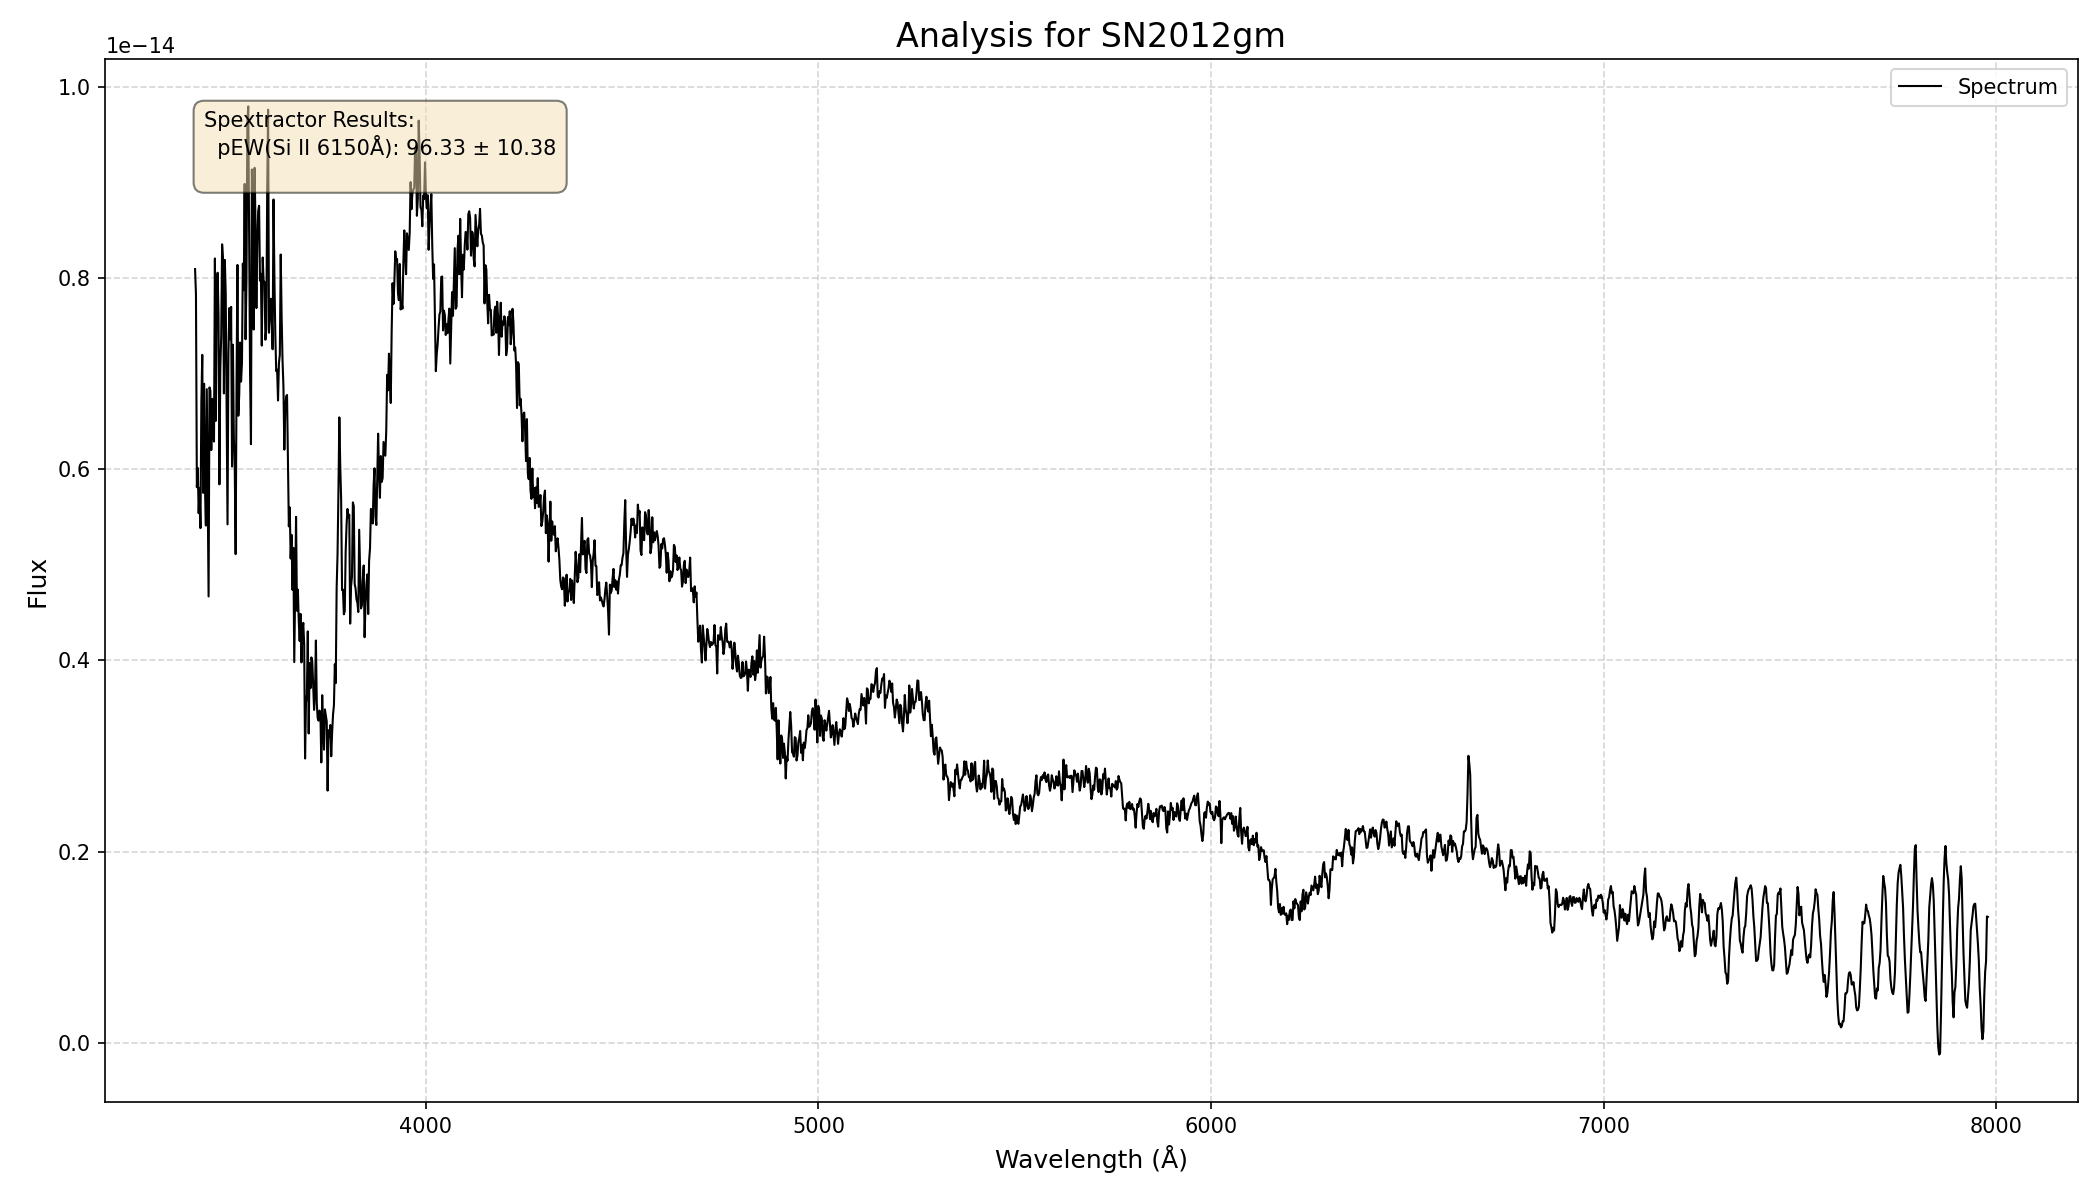 Analysis for SN2012gm
1e−14
Spectrum
Spextractor Results:
pEW(Si II 6150Å): 96.33 ± 10.38
1.0
0.8
0.6
0.4
0.2
0.0
Flux
4000 5000 6000 7000 8000
Wavelength (Å)